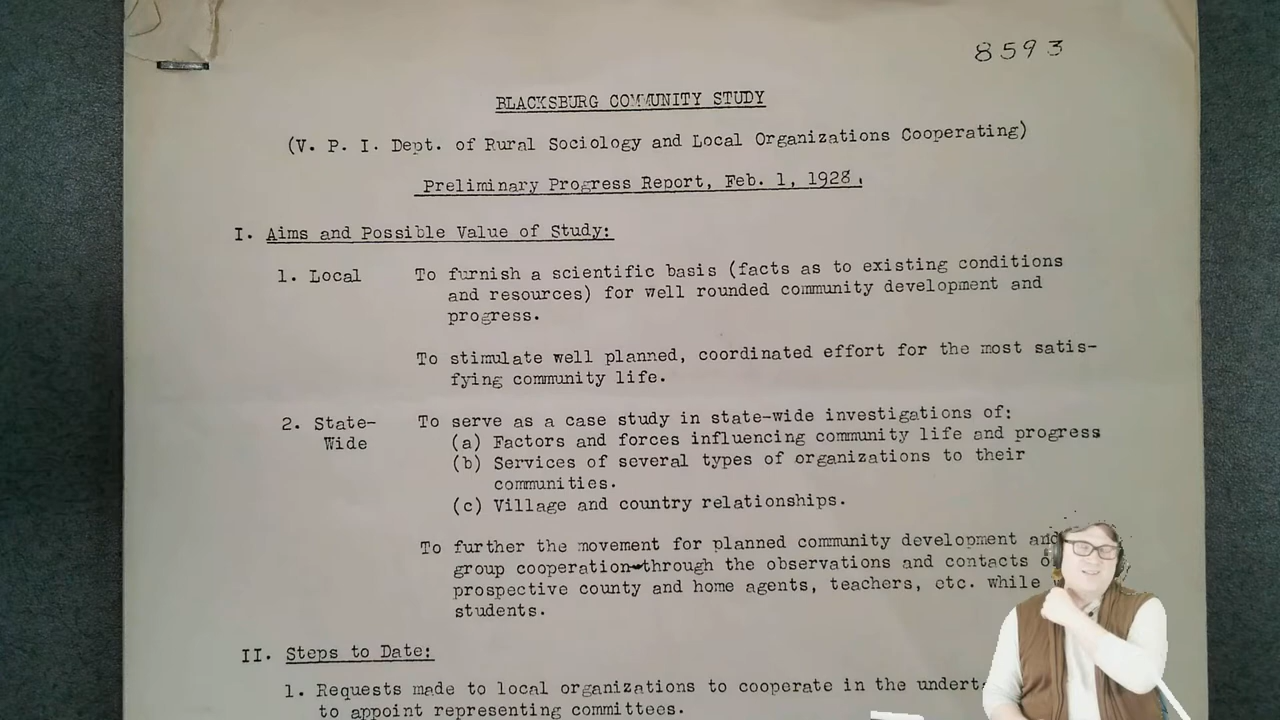 8593
BLACKSBURG COMMUNITY STUDY
(V. P. I. Dept. of Rural Sociology and Local Organizations Cooperating)
Preliminary Progress Report, Feb. 1, 1928.
I. Aims and Possible Value of Study:
1. Local To furnish a scientific basis (facts as to existing conditions
and resources) for well rounded community development and
progress.
To stimulate well planned, coordinated effort for the most satis-
fying community life.
2. State- To serve as a case study in state-wide investigations of:
Wide (a) Factors and forces influencing community life and progress
(b) Services of several types of organizations to their
communities.
(c) Village and country relationships.
To further the movement for planned community development and
group cooperation through the observations and contacts
prospective county and home agents, teachers, etc. while
students.
II. Steps to Date:
1. Requests made to local organizations to cooperate in the
to appoint representing committees.